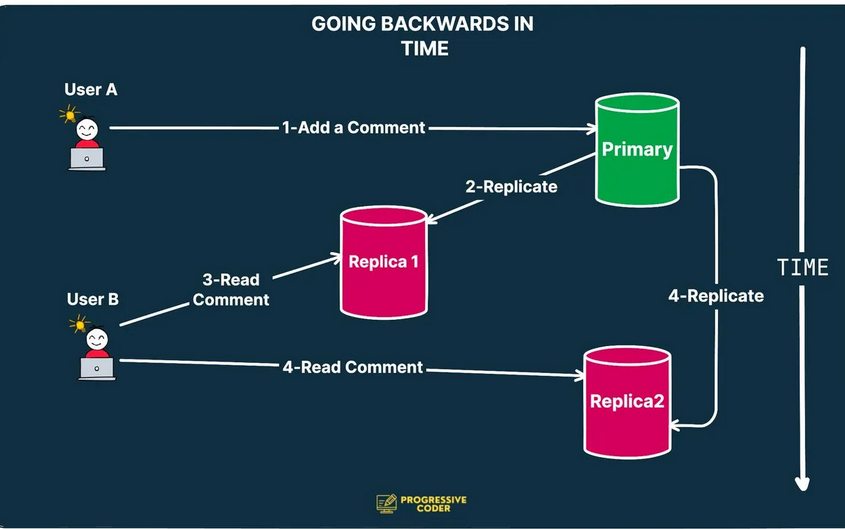 GOING BACKWARDS IN
TIME
User A
1-Add a Comment
Primary
2-Replicate
Replica 1
3-Read
Comment
TIME
User B
4-Replicate
4-Read Comment
Replica2
PROGRESSIVE
CODER